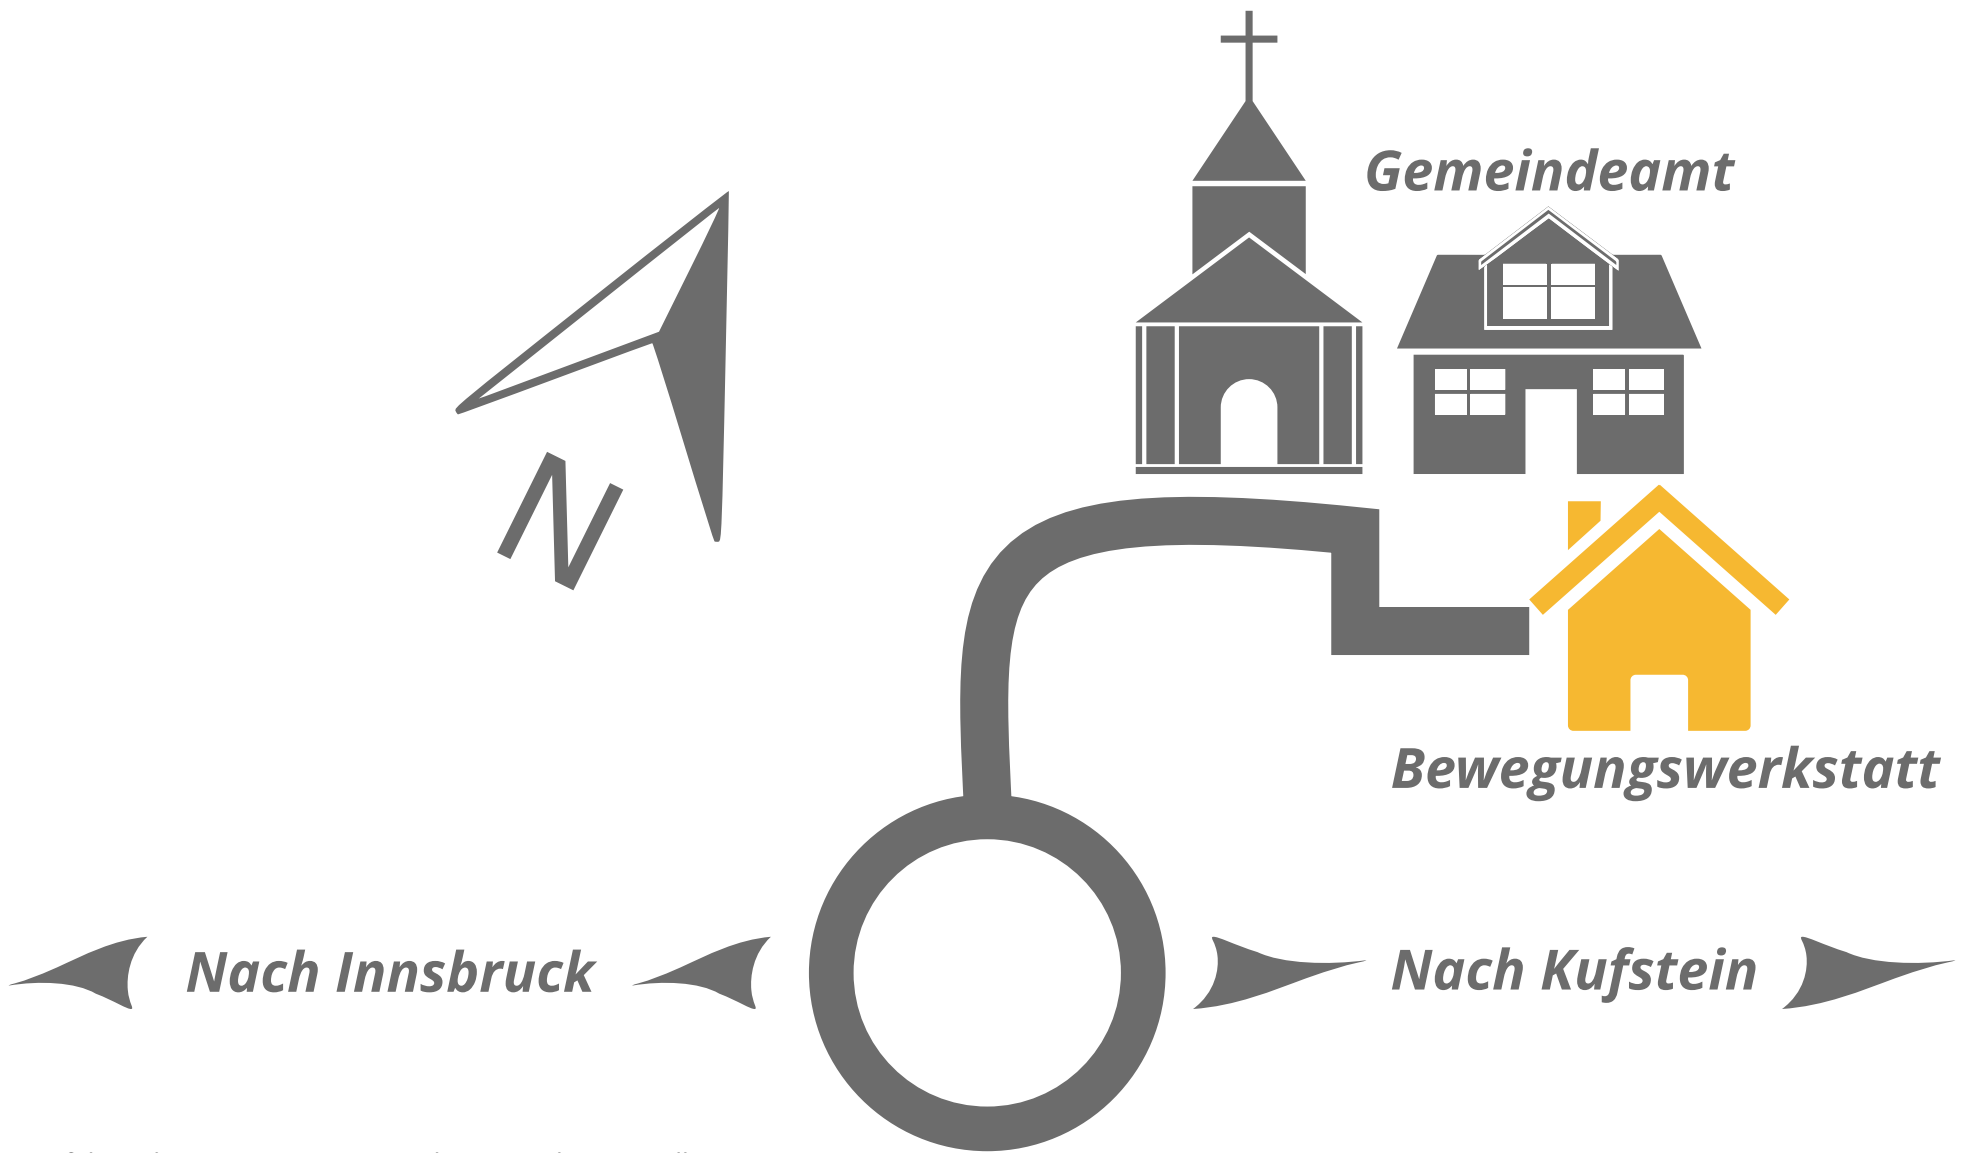 Gemeindeamt
N
Bewegungswerkstatt
Nach Innsbruck
Nach Kufstein